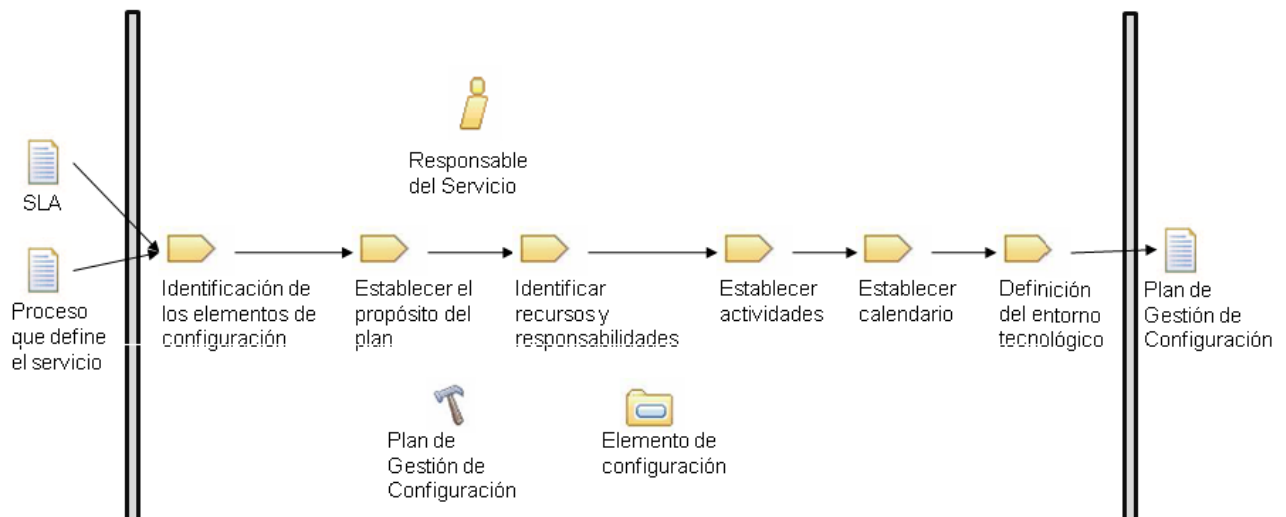 Responsable
del Servicio
SLA
Proceso
que define
el servicio
Identificación de
los elementos de
configuración
Establecer el
propósito del
plan
Identificar
recursos y
responsabilidades
Establecer
actividades
Establecer
calendario
Definición
del entorno
tecnológico
Plan de
Gestión de
Configuración
Plan de
Gestión de
Configuración
Elemento de
configuración